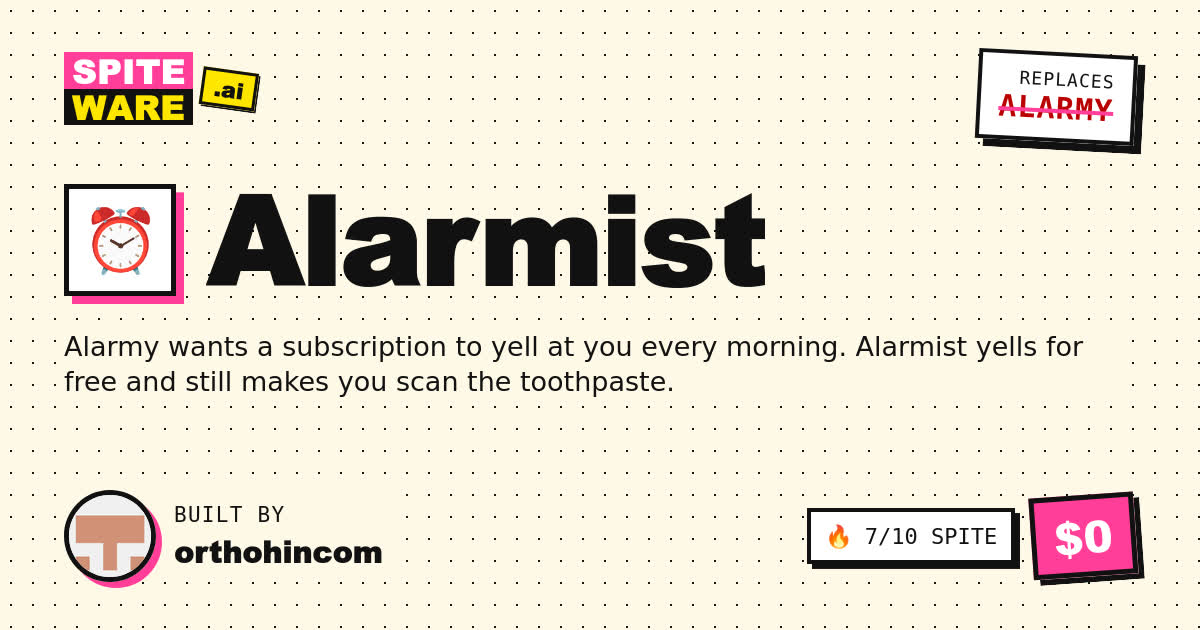 SPITE
WARE
.ai
REPLACES
ALARMY
Alarmist
Alarmy wants a subscription to yell at you every morning. Alarmist yells for
free and still makes you scan the toothpaste.
BUILT BY
orthohincom
🔥 7/10 SPITE
$0